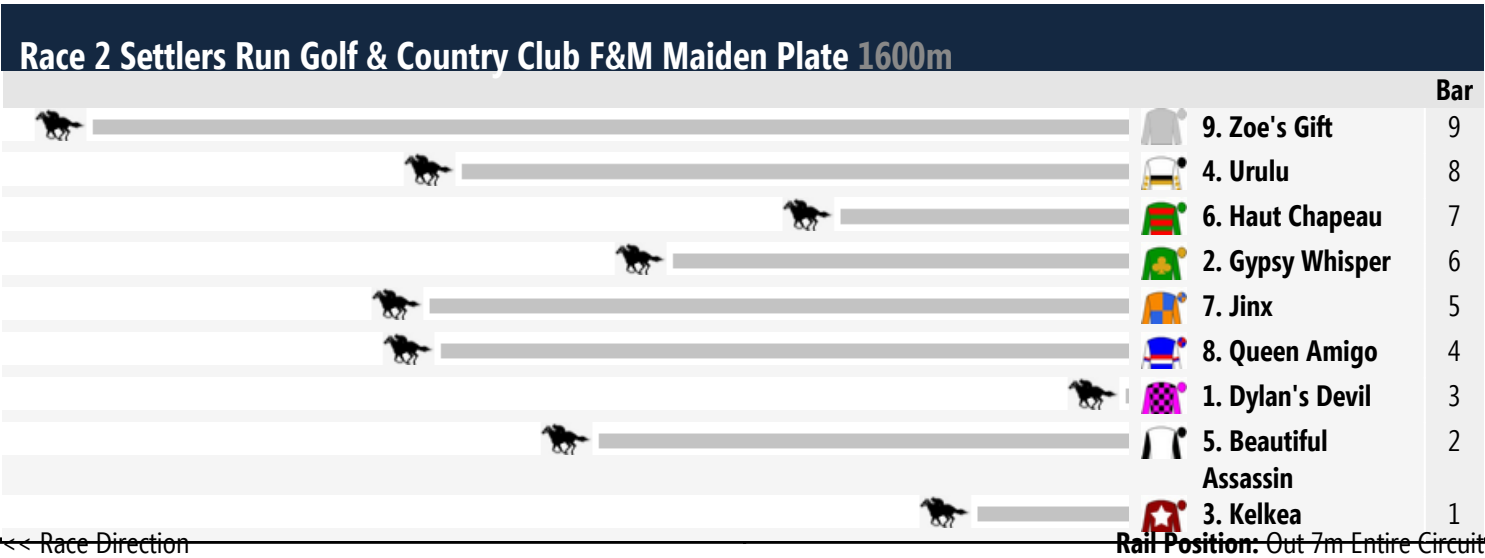 Race 2 Settlers Run Golf & Country Club F&M Maiden Plate 1600m
Bar
9. Zoe's Gift 9
4. Urulu 8
6. Haut Chapeau 7
2. Gypsy Whisper 6
7. Jinx 5
8. Queen Amigo 4
1. Dylan's Devil 3
5. Beautiful 2
Assassin
3. Kelkea 1
<< Race Direction Rail Position: Out 7m Entire Circuit